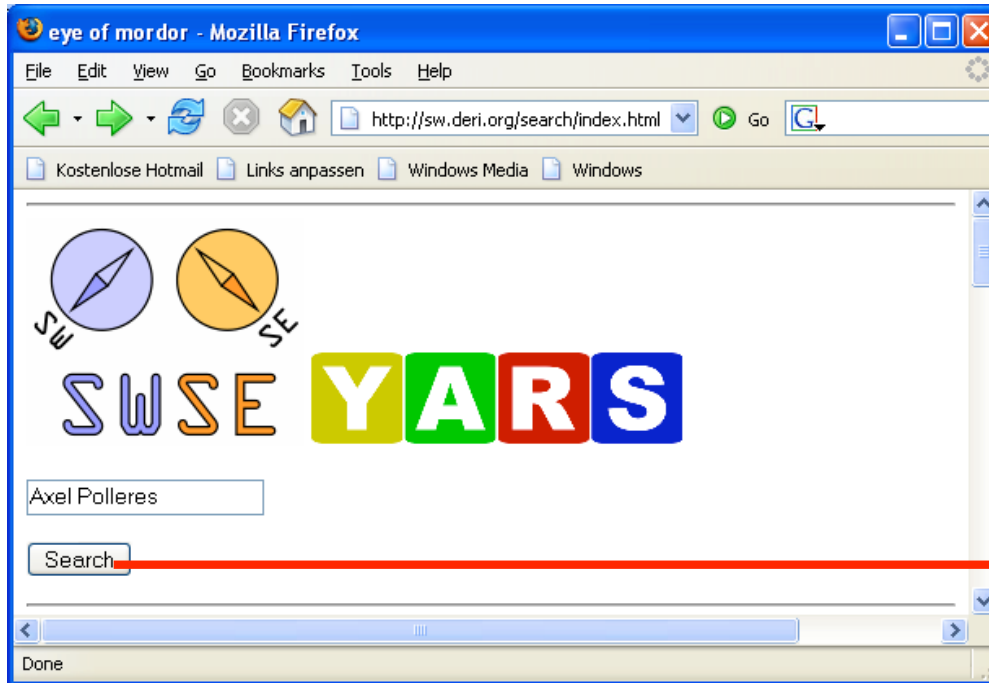 eye of mordor - Mozilla Firefox
File Edit View Go Bookmarks Tools Help
http://sw.deri.org/search/index.html Go G
Kostenlose Hotmail Links anpassen Windows Media Windows
SW SE
SWSE YARS
Axel Polleres
Search
Done